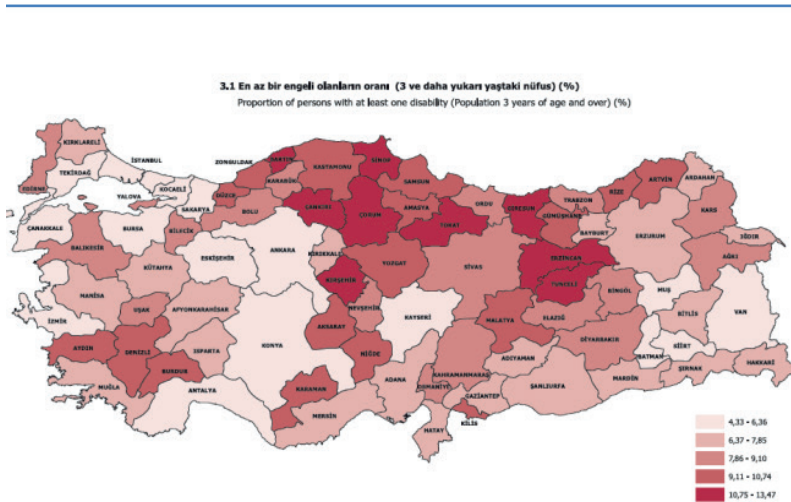 3.1 En az bir engeli olanların oranı (3 ve daha yukarı yaştaki nüfus) (%)
Proportion of persons with at least one disability (Population 3 years of age and over) (%)
KIRKLARELİ
EDİRNE
TEKİRDAĞ
İSTANBUL
KOCAELİ
YALOVA
SAKARYA
ÇANAKKALE
BURSA
BALIKESİR
BİLECİK
ZONGULDAK
BARTIN
KARABÜK
DÜZCE
BOLU
KASTAMONU
SİNOP
SAMSUN
ÇANKIRI
ÇORUM
AMASYA
TOKAT
ORDU
GİRESUN
TRABZON
GÜMÜŞHANE
RİZE
ARTVİN
ARDAHAN
KARS
BAYBURT
ERZURUM
IĞDIR
AĞRI
ESKİŞEHİR
ANKARA
KIRIKKALE
YOZGAT
SİVAS
ERZİNCAN
TUNCELİ
BİNGÖL
MUŞ
BİTLİS
VAN
KÜTAHYA
MANİSA
İZMİR
UŞAK
AFYONKARAHİSAR
KIRŞEHİR
NEVŞEHİR
KAYSERİ
AKSARAY
NİĞDE
MALATYA
ELAZIĞ
DİYARBAKIR
BATMAN
SİİRT
ŞIRNAK
HAKKARİ
AYDIN
DENİZLİ
BURDUR
ISPARTA
KONYA
MUĞLA
ANTALYA
KARAMAN
MERSİN
ADANA
KAHRAMANMARAŞ
OSMANİYE
ADIYAMAN
GAZİANTEP
KİLİS
HATAY
ŞANLIURFA
MARDİN
4,33 - 6,36
6,37 - 7,85
7,86 - 9,10
9,11 - 10,74
10,75 - 13,47